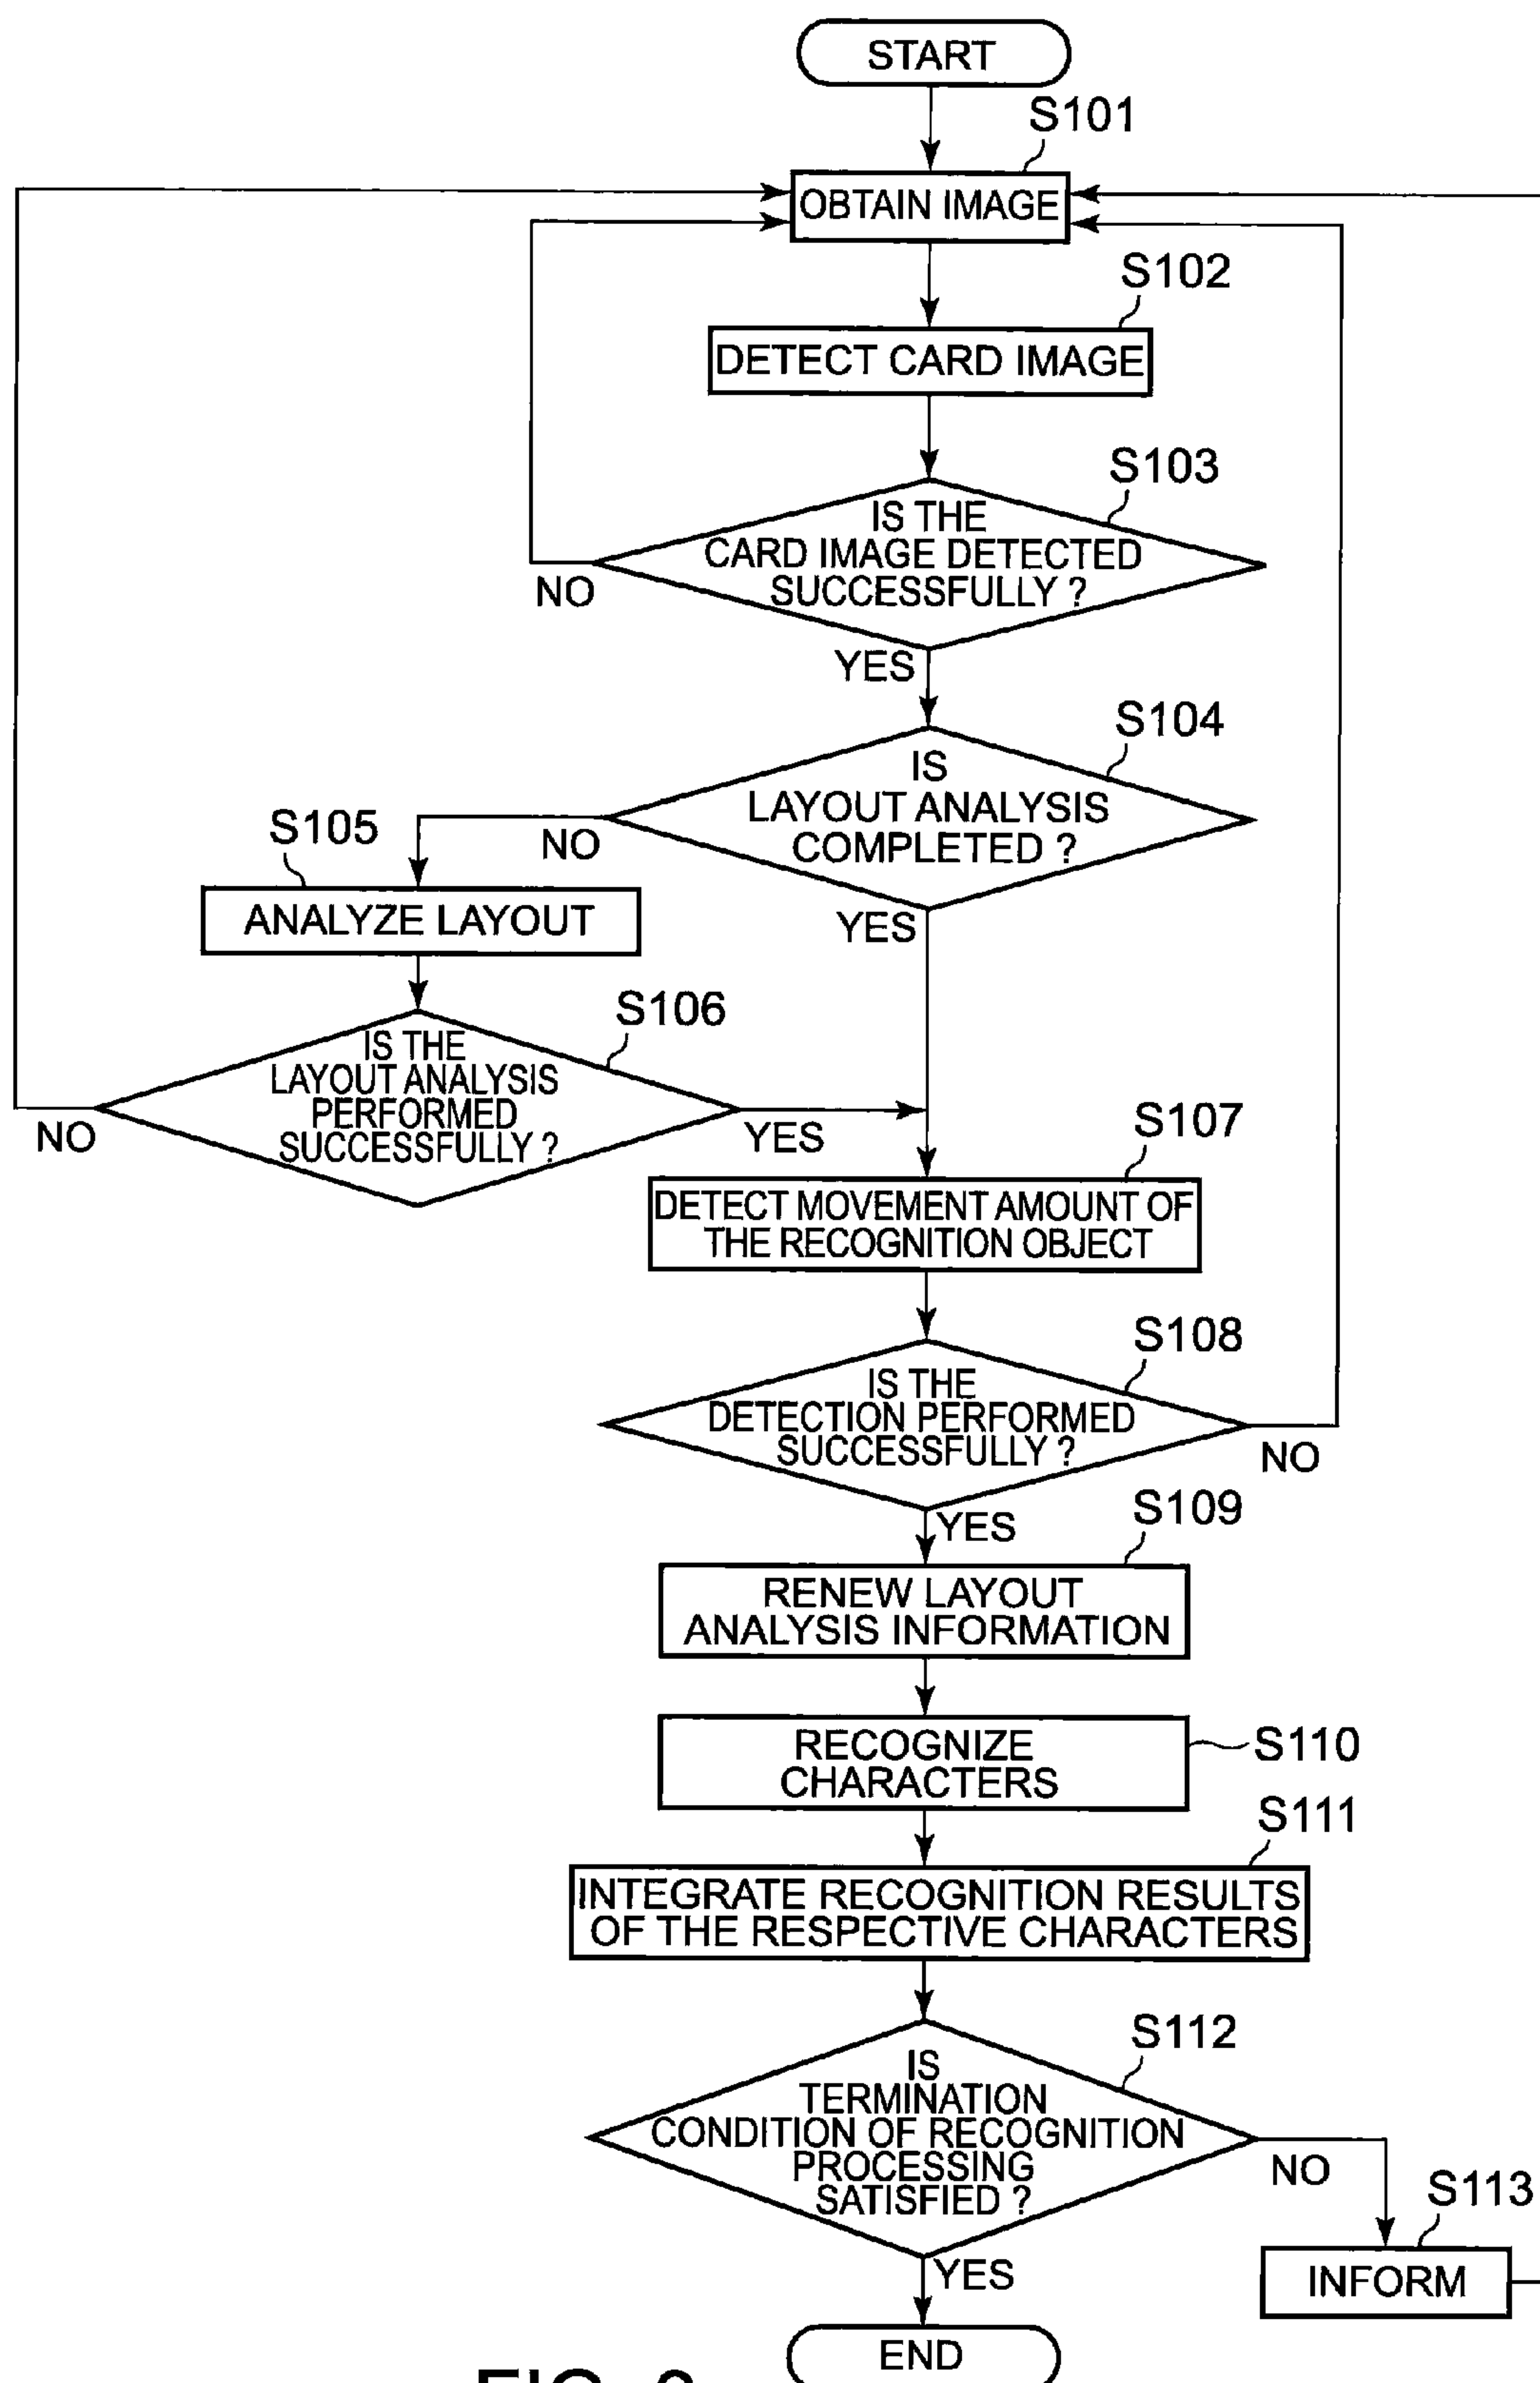 START
S101
OBTAIN IMAGE
S102
DETECT CARD IMAGE
S103
IS THE
CARD IMAGE DETECTED
SUCCESSFULLY ?
NO
YES
S104
IS
LAYOUT ANALYSIS
COMPLETED ?
NO
YES
S105
ANALYZE LAYOUT
S106
IS THE
LAYOUT ANALYSIS
PERFORMED
SUCCESSFULLY ?
NO
YES
S107
DETECT MOVEMENT AMOUNT OF
THE RECOGNITION OBJECT
S108
IS THE
DETECTION PERFORMED
SUCCESSFULLY ?
NO
YES
S109
RENEW LAYOUT
ANALYSIS INFORMATION
RECOGNIZE
CHARACTERS
S110
S111
INTEGRATE RECOGNITION RESULTS
OF THE RESPECTIVE CHARACTERS
S112
IS
TERMINATION
CONDITION OF RECOGNITION
PROCESSING
SATISFIED ?
NO
S113
INFORM
YES
END